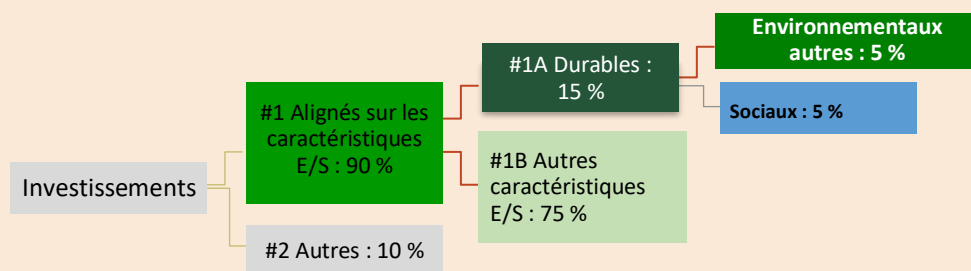 Investissements
#1 Alignés sur les
caractéristiques
E/S : 90 %
#2 Autres : 10 %
#1A Durables :
15 %
#1B Autres
caractéristiques
E/S : 75 %
Environnementaux
autres : 5 %
Sociaux : 5 %